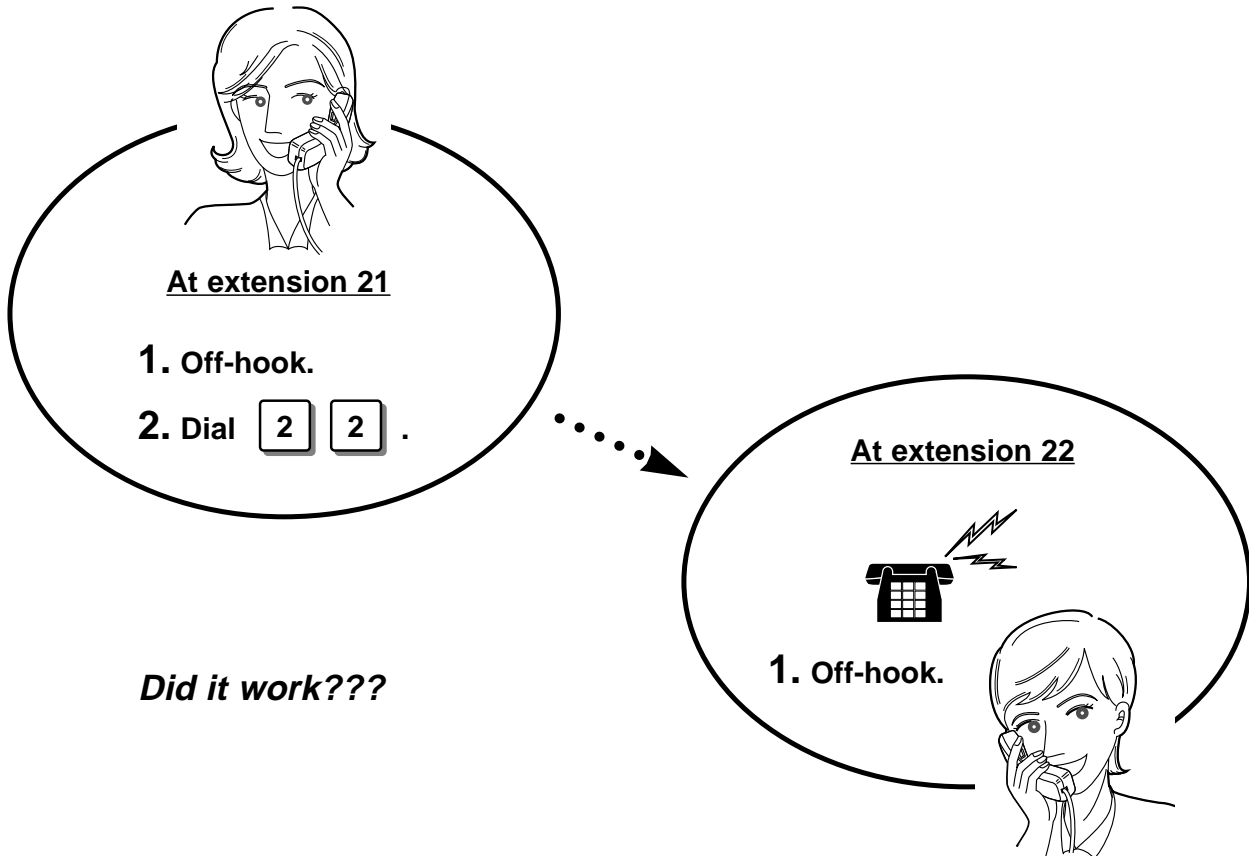 At extension 21
1. Off-hook.
2. Dial 2 2 .
At extension 22
1. Off-hook.
Did it work???